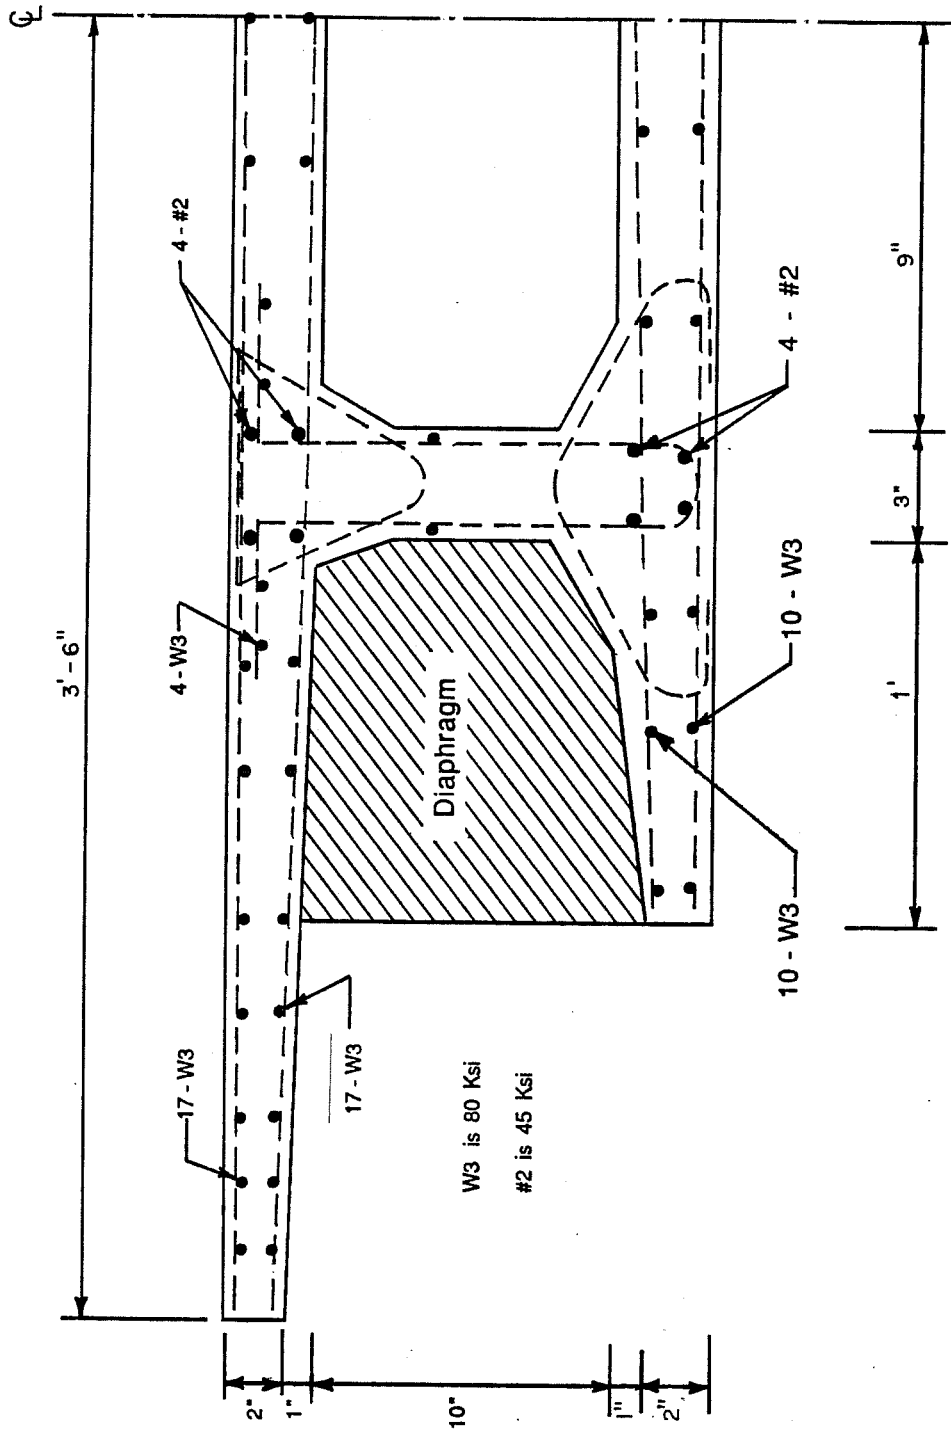 ℄
3'-6"
4-#2
17-W3
4-W3
2"
1"
10"
1"
2"
Diaphragm
17-W3
W3 is 80 Ksi
#2 is 45 Ksi
4 - #2
10-W3
10-W3
1'
3"
9"